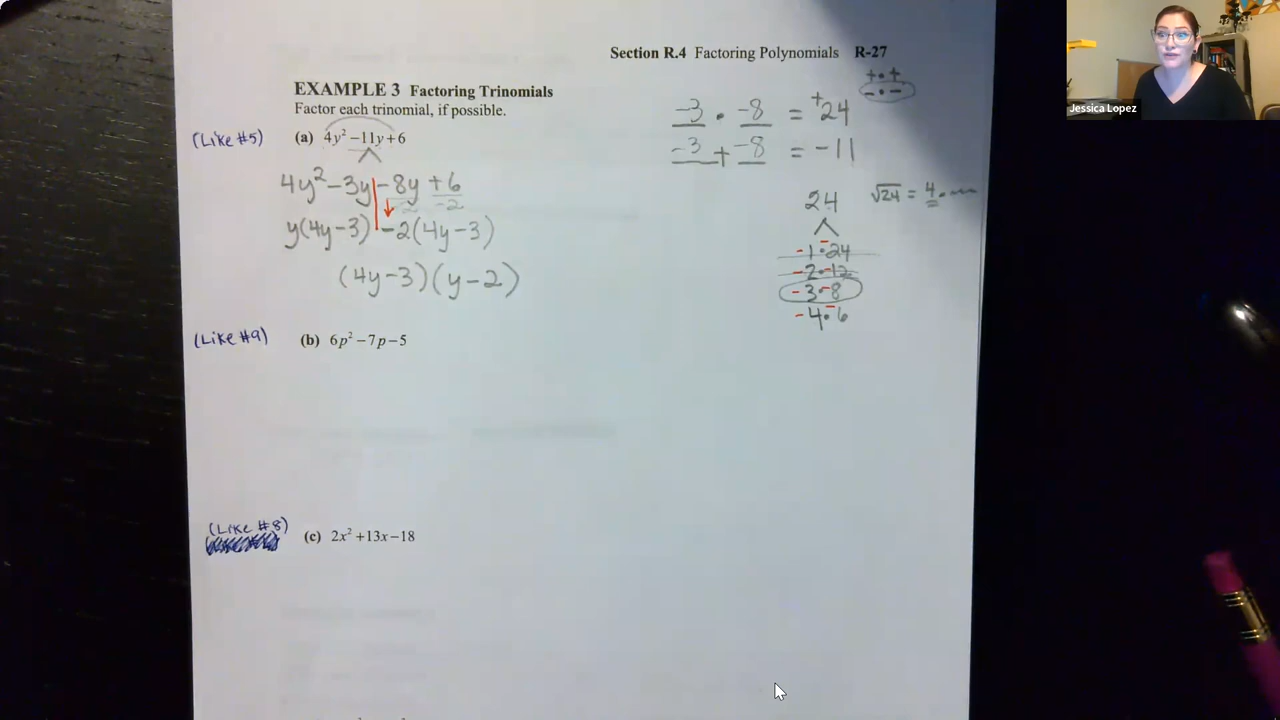 Section R.4 Factoring Polynomials R-27
Jessica Lopez
EXAMPLE 3 Factoring Trinomials
Factor each trinomial, if possible.
(Like #5) (a) 4y² − 11y + 6
4y² − 3y | − 8y + 6
−2
y(4y − 3) − 2(4y − 3)
(4y − 3)(y − 2)
+ • +
− • −
−3 • −8 = +24
−3 + −8 = −11
24
√24 = 4.
−1 • −24
−2 • −12
−3 • −8
−4 • −6
(Like #9) (b) 6p² − 7p − 5
(Like #8)
(c) 2x² + 13x − 18